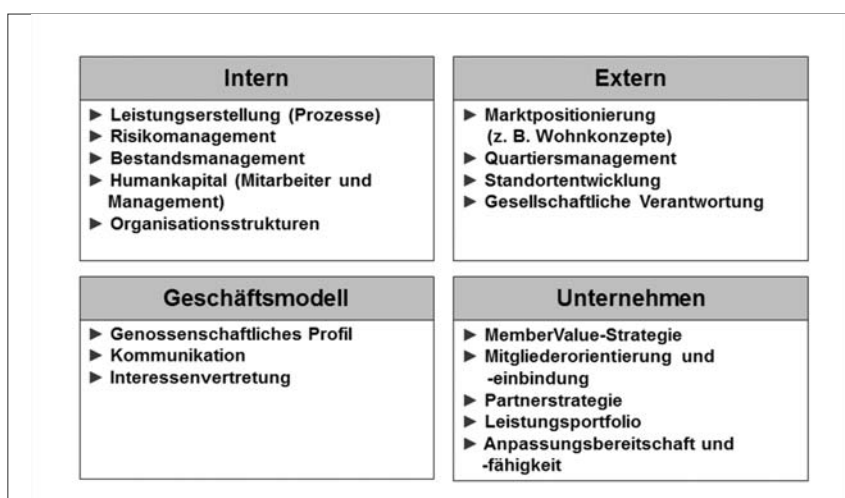 Intern
► Leistungserstellung (Prozesse)
► Risikomanagement
► Bestandsmanagement
► Humankapital (Mitarbeiter und
Management)
► Organisationsstrukturen
Extern
► Marktpositionierung
(z. B. Wohnkonzepte)
► Quartiersmanagement
► Standortentwicklung
► Gesellschaftliche Verantwortung
Geschäftsmodell
► Genossenschaftliches Profil
► Kommunikation
► Interessenvertretung
Unternehmen
► MemberValue-Strategie
► Mitgliederorientierung und
-einbindung
► Partnerstrategie
► Leistungsportfolio
► Anpassungsbereitschaft und
-fähigkeit